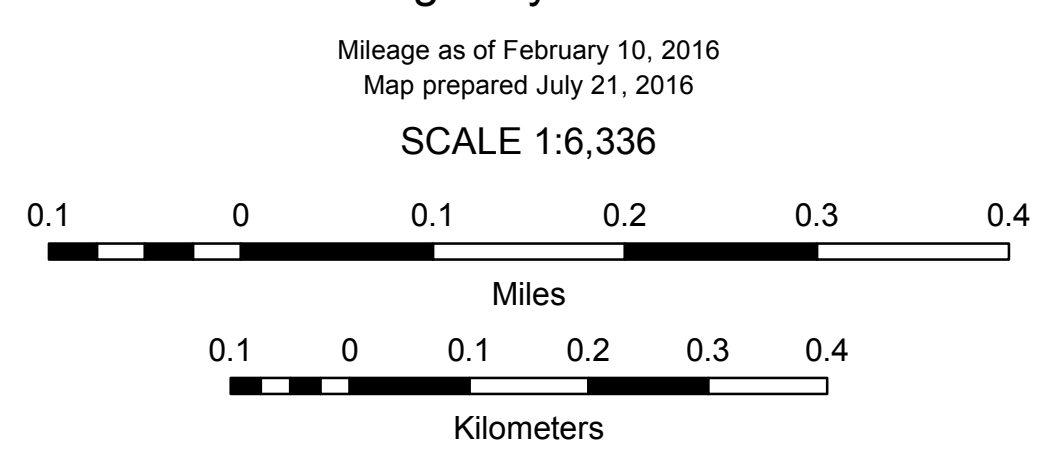 Mileage as of February 10, 2016
Map prepared July 21, 2016
SCALE 1:6,336
0.1 0 0.1 0.2 0.3 0.4
Miles
0.1 0 0.1 0.2 0.3 0.4
Kilometers